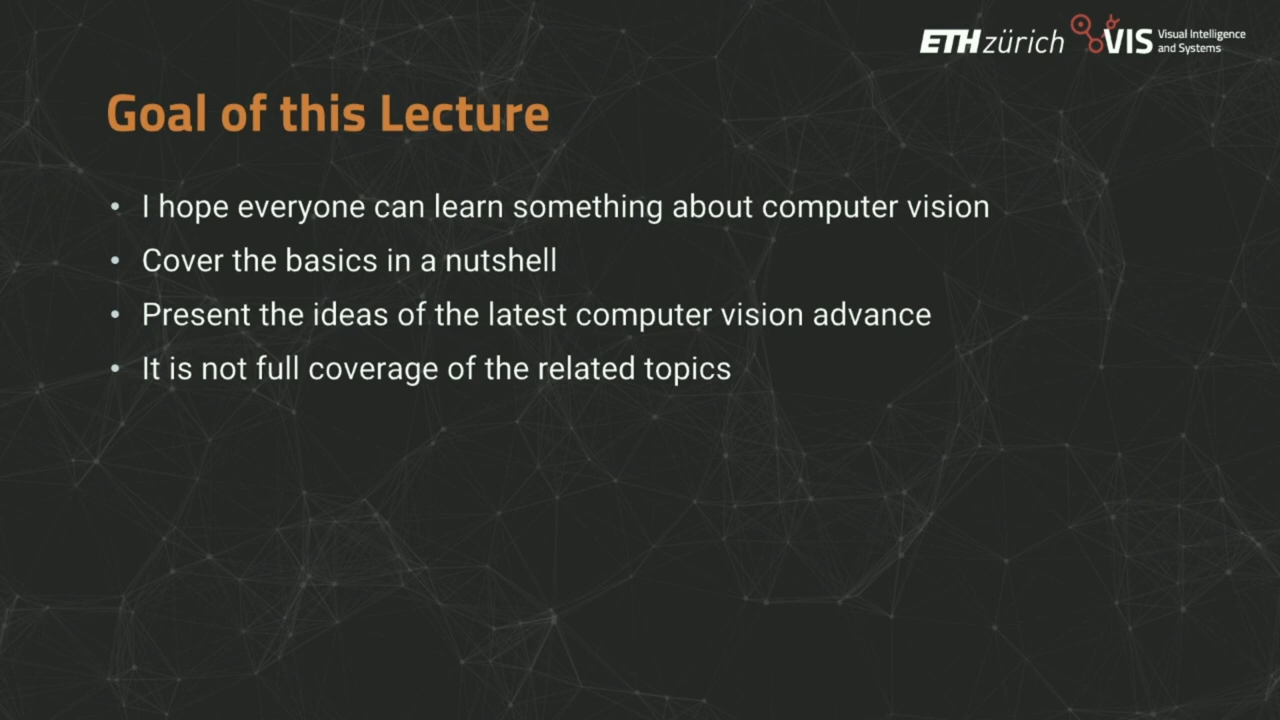 ETH zürich VIS Visual Intelligence
and Systems
Goal of this Lecture
• I hope everyone can learn something about computer vision
• Cover the basics in a nutshell
• Present the ideas of the latest computer vision advance
• It is not full coverage of the related topics